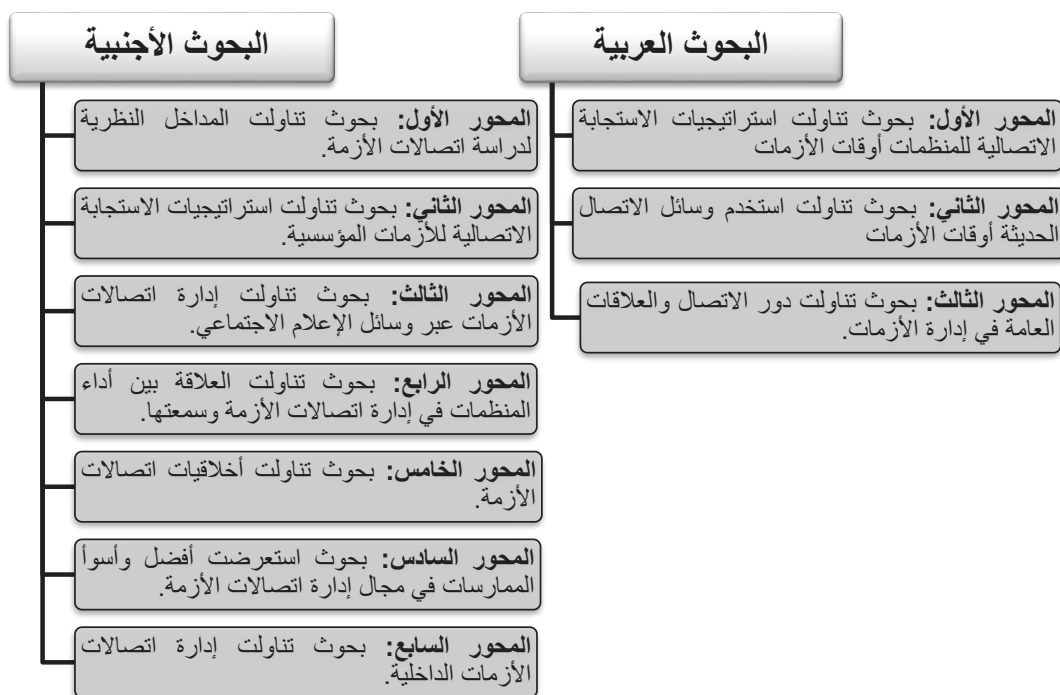 البحوث العربية
المحور الأول: بحوث تناولت استراتيجيات الاستجابة
الاتصالية للمنظمات أوقات الأزمات
المحور الثاني: بحوث تناولت استخدم وسائل الاتصال
الحديثة أوقات الأزمات
المحور الثالث: بحوث تناولت دور الاتصال والعلاقات
العامة في إدارة الأزمات.
البحوث الأجنبية
المحور الأول: بحوث تناولت المداخل النظرية
لدراسة اتصالات الأزمة.
المحور الثاني: بحوث تناولت استراتيجيات الاستجابة
الاتصالية للأزمات المؤسسية.
المحور الثالث: بحوث تناولت إدارة اتصالات
الأزمات عبر وسائل الإعلام الاجتماعي.
المحور الرابع: بحوث تناولت العلاقة بين أداء
المنظمات في إدارة اتصالات الأزمة وسمعتها.
المحور الخامس: بحوث تناولت أخلاقيات اتصالات
الأزمة.
المحور السادس: بحوث استعرضت أفضل وأسوأ
الممارسات في مجال إدارة اتصالات الأزمة.
المحور السابع: بحوث تناولت إدارة اتصالات
الأزمات الداخلية.